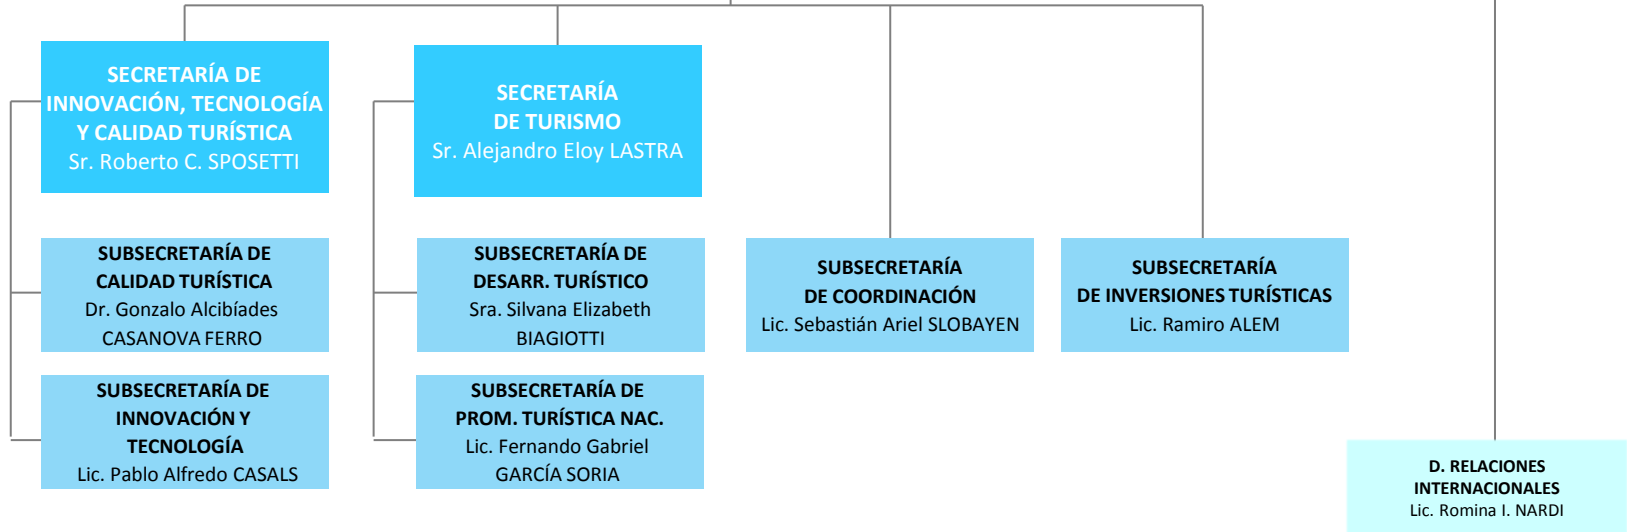 SECRETARÍA DE
INNOVACIÓN, TECNOLOGÍA
Y CALIDAD TURÍSTICA
Sr. Roberto C. SPOSETTI
SECRETARÍA
DE TURISMO
Sr. Alejandro Eloy LASTRA
SUBSECRETARÍA DE
CALIDAD TURÍSTICA
Dr. Gonzalo Alcibíades
CASANOVA FERRO
SUBSECRETARÍA DE
DESARR. TURÍSTICO
Sra. Silvana Elizabeth
BIAGIOTTI
SUBSECRETARÍA
DE COORDINACIÓN
Lic. Sebastián Ariel SLOBAYEN
SUBSECRETARÍA
DE INVERSIONES TURÍSTICAS
Lic. Ramiro ALEM
SUBSECRETARÍA DE
INNOVACIÓN Y
TECNOLOGÍA
Lic. Pablo Alfredo CASALS
SUBSECRETARÍA DE
PROM. TURÍSTICA NAC.
Lic. Fernando Gabriel
GARCÍA SORIA
D. RELACIONES
INTERNACIONALES
Lic. Romina I. NARDI